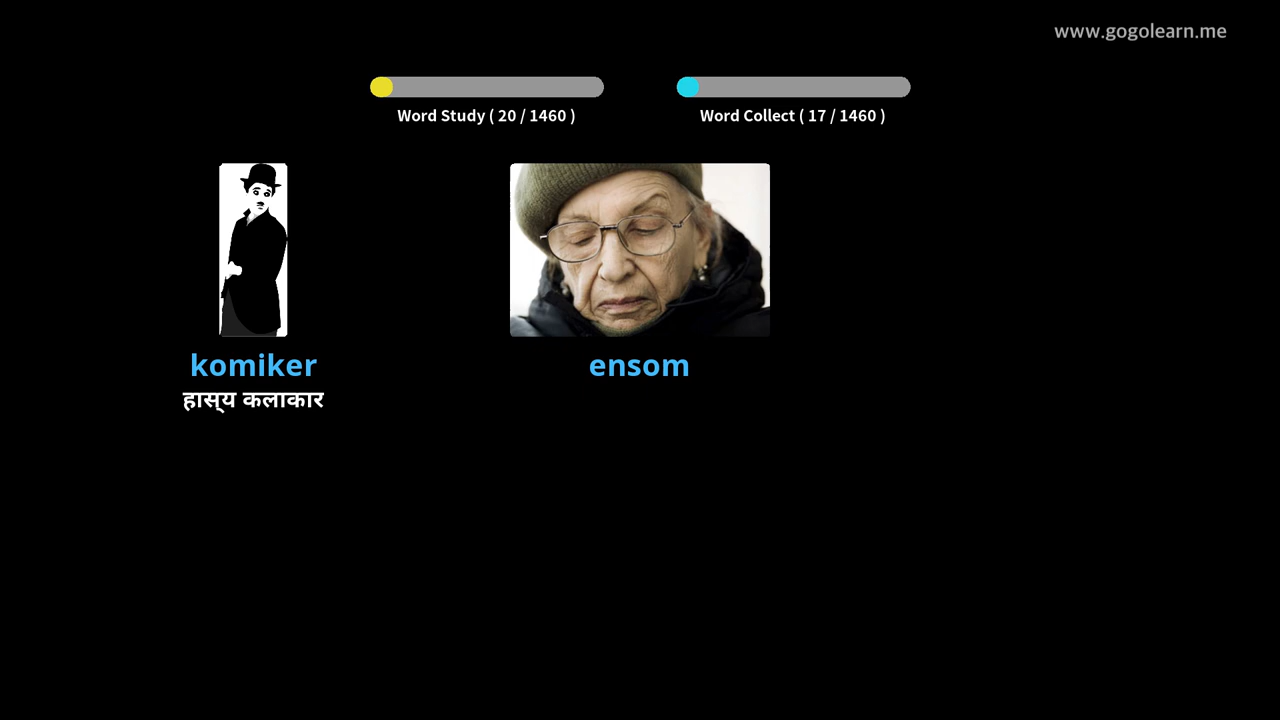 www.gogolearn.me
Word Study ( 20 / 1460 )
Word Collect ( 17 / 1460 )
komiker
हास्य कलाकार
ensom